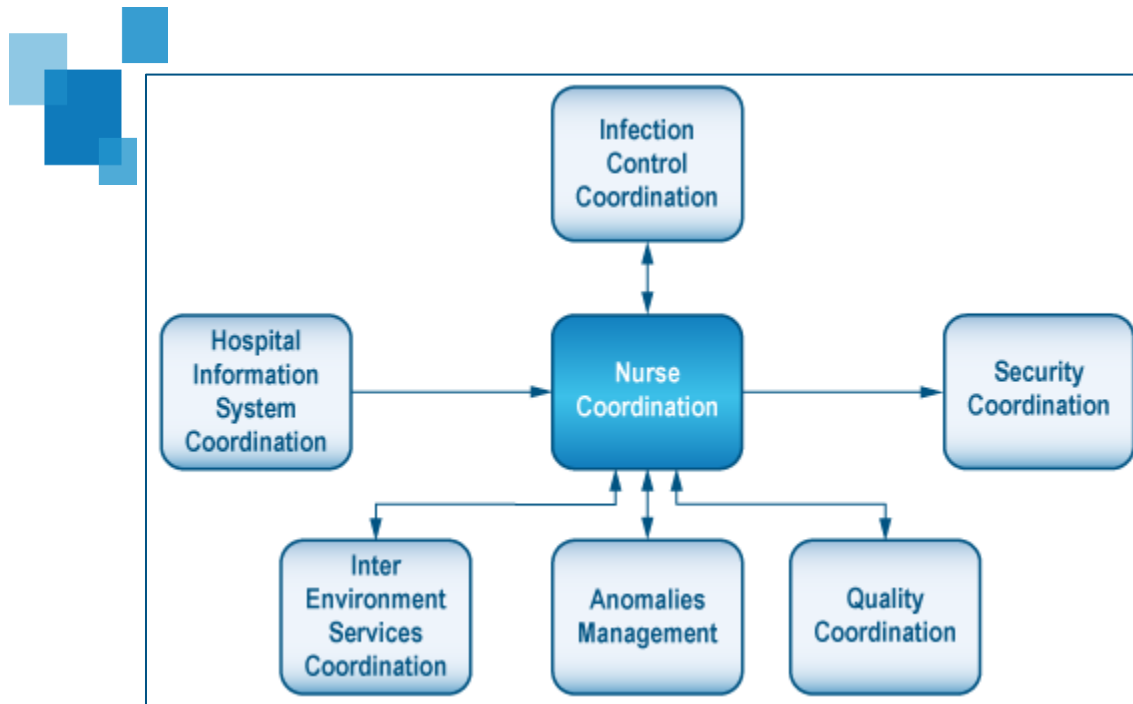 Infection
Control
Coordination
Hospital
Information
System
Coordination
Nurse
Coordination
Security
Coordination
Inter
Environment
Services
Coordination
Anomalies
Management
Quality
Coordination